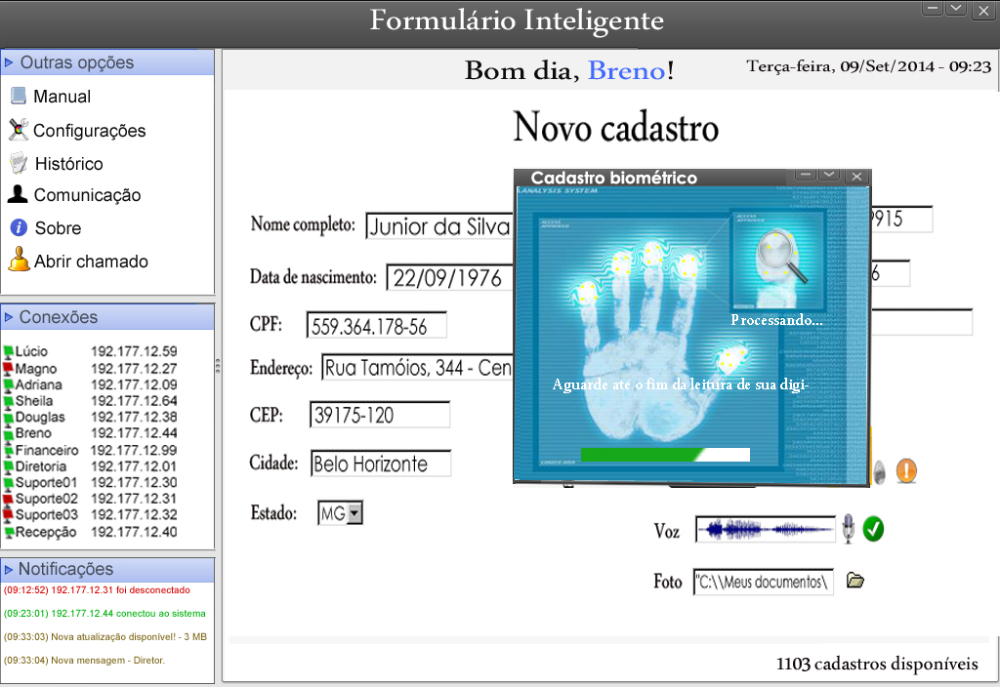 Formulário Inteligente
Outras opções
Manual
Configurações
Histórico
Comunicação
Sobre
Abrir chamado
Conexões
Lúcio 192.177.12.59
Magno 192.177.12.27
Adriana 192.177.12.09
Sheila 192.177.12.64
Douglas 192.177.12.38
Breno 192.177.12.44
Financeiro 192.177.12.99
Diretoria 192.177.12.01
Suporte01 192.177.12.30
Suporte02 192.177.12.31
Suporte03 192.177.12.32
Recepção 192.177.12.40
Notificações
(09:12:52) 192.177.12.31 foi desconectado
(09:23:01) 192.177.12.44 conectou ao sistema
(09:33:03) Nova atualização disponível! - 3 MB
(09:33:04) Nova mensagem - Diretor.
Bom dia, Breno!
Terça-feira, 09/Set/2014 - 09:23
Novo cadastro
Nome completo: Junior da Silva
Data de nascimento: 22/09/1976
CPF: 559.364.178-56
Endereço: Rua Tamóios, 344 - Cen
CEP: 39175-120
Cidade: Belo Horizonte
Estado: MG
Cadastro biométrico
ANALYSIS SYSTEM
ACCESS
APPROVED
Processando...
Aguarde até o fim da leitura de sua digi-
915
6
Voz
Foto "C:\\Meus documentos\
1103 cadastros disponíveis